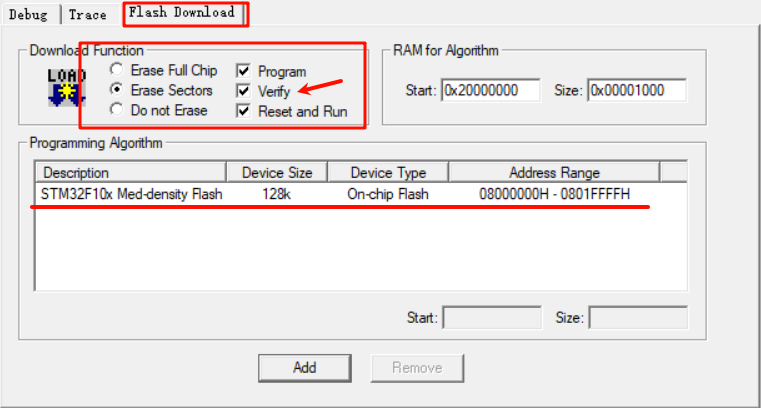 Debug Trace Flash Download
Download Function
LOAD
Erase Full Chip Program
Erase Sectors Verify
Do not Erase Reset and Run
RAM for Algorithm
Start: 0x20000000 Size: 0x00001000
Programming Algorithm
Description Device Size Device Type Address Range
STM32F10x Med-density Flash 128k On-chip Flash 08000000H - 0801FFFFH
Start: Size:
Add Remove